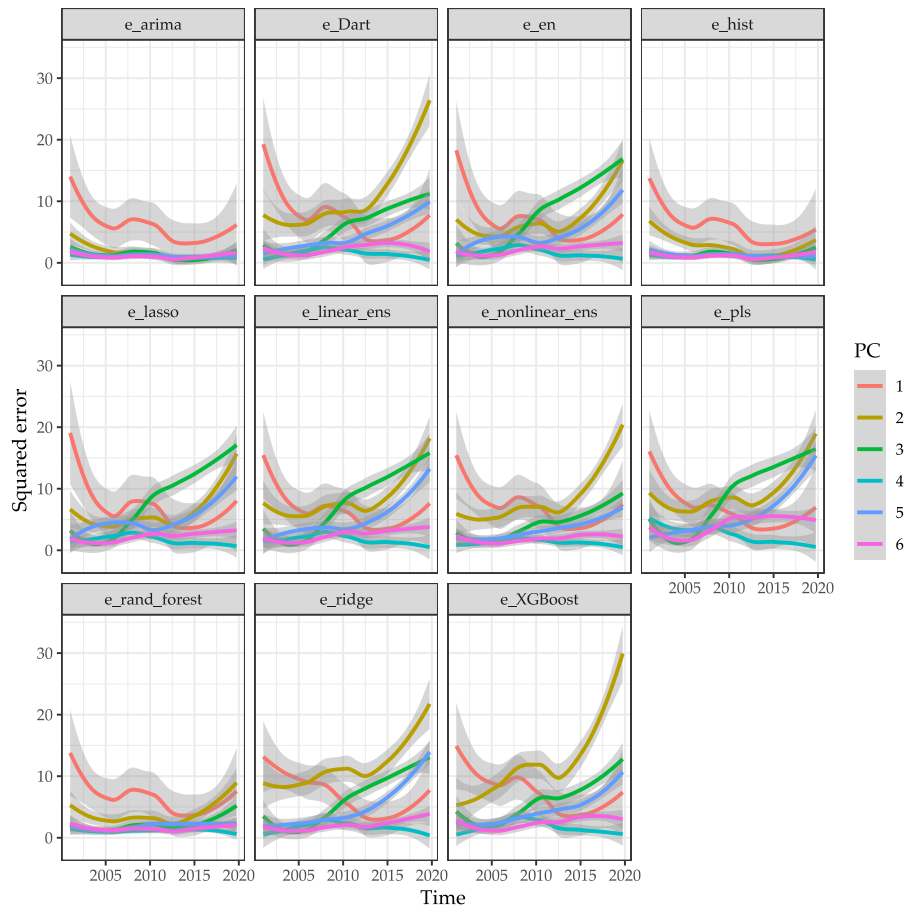 e_arima e_Dart e_en e_hist
30
20
10
0
e_lasso e_linear_ens e_nonlinear_ens e_pls
30
20
10
0
2005 2010 2015 2020
e_rand_forest e_ridge e_XGBoost
30
20
10
0
2005 2010 2015 2020 2005 2010 2015 2020 2005 2010 2015 2020
Time
Squared error
PC
1
2
3
4
5
6